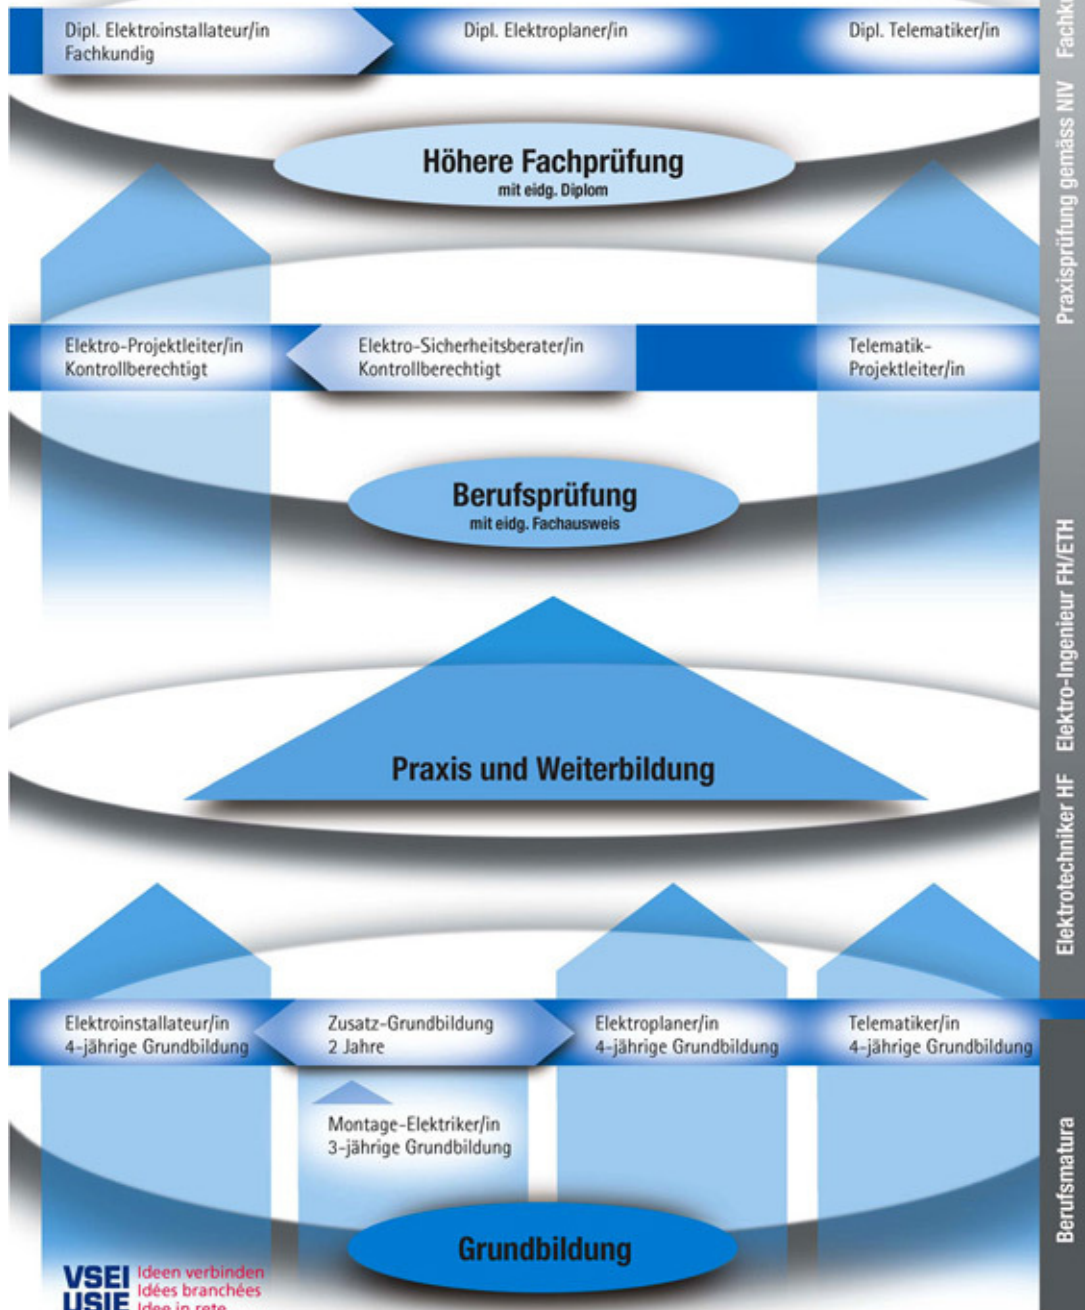 Dipl. Elektroinstallateur/in
Fachkundig
Dipl. Elektroplaner/in
Dipl. Telematiker/in
Höhere Fachprüfung
mit eidg. Diplom
Elektro-Projektleiter/in
Kontrollberechtigt
Elektro-Sicherheitsberater/in
Kontrollberechtigt
Telematik-
Projektleiter/in
Berufsprüfung
mit eidg. Fachausweis
Praxis und Weiterbildung
Elektroinstallateur/in
4-jährige Grundbildung
Zusatz-Grundbildung
2 Jahre
Elektroplaner/in
4-jährige Grundbildung
Telematiker/in
4-jährige Grundbildung
Montage-Elektriker/in
3-jährige Grundbildung
Grundbildung
VSEI
USIE
Ideen verbinden
Idées branchées
Idee in rete
Praxisprüfung gemäss NIV
Elektro-Ingenieur FH/ETH
Elektrotechniker HF
Berufsmatura